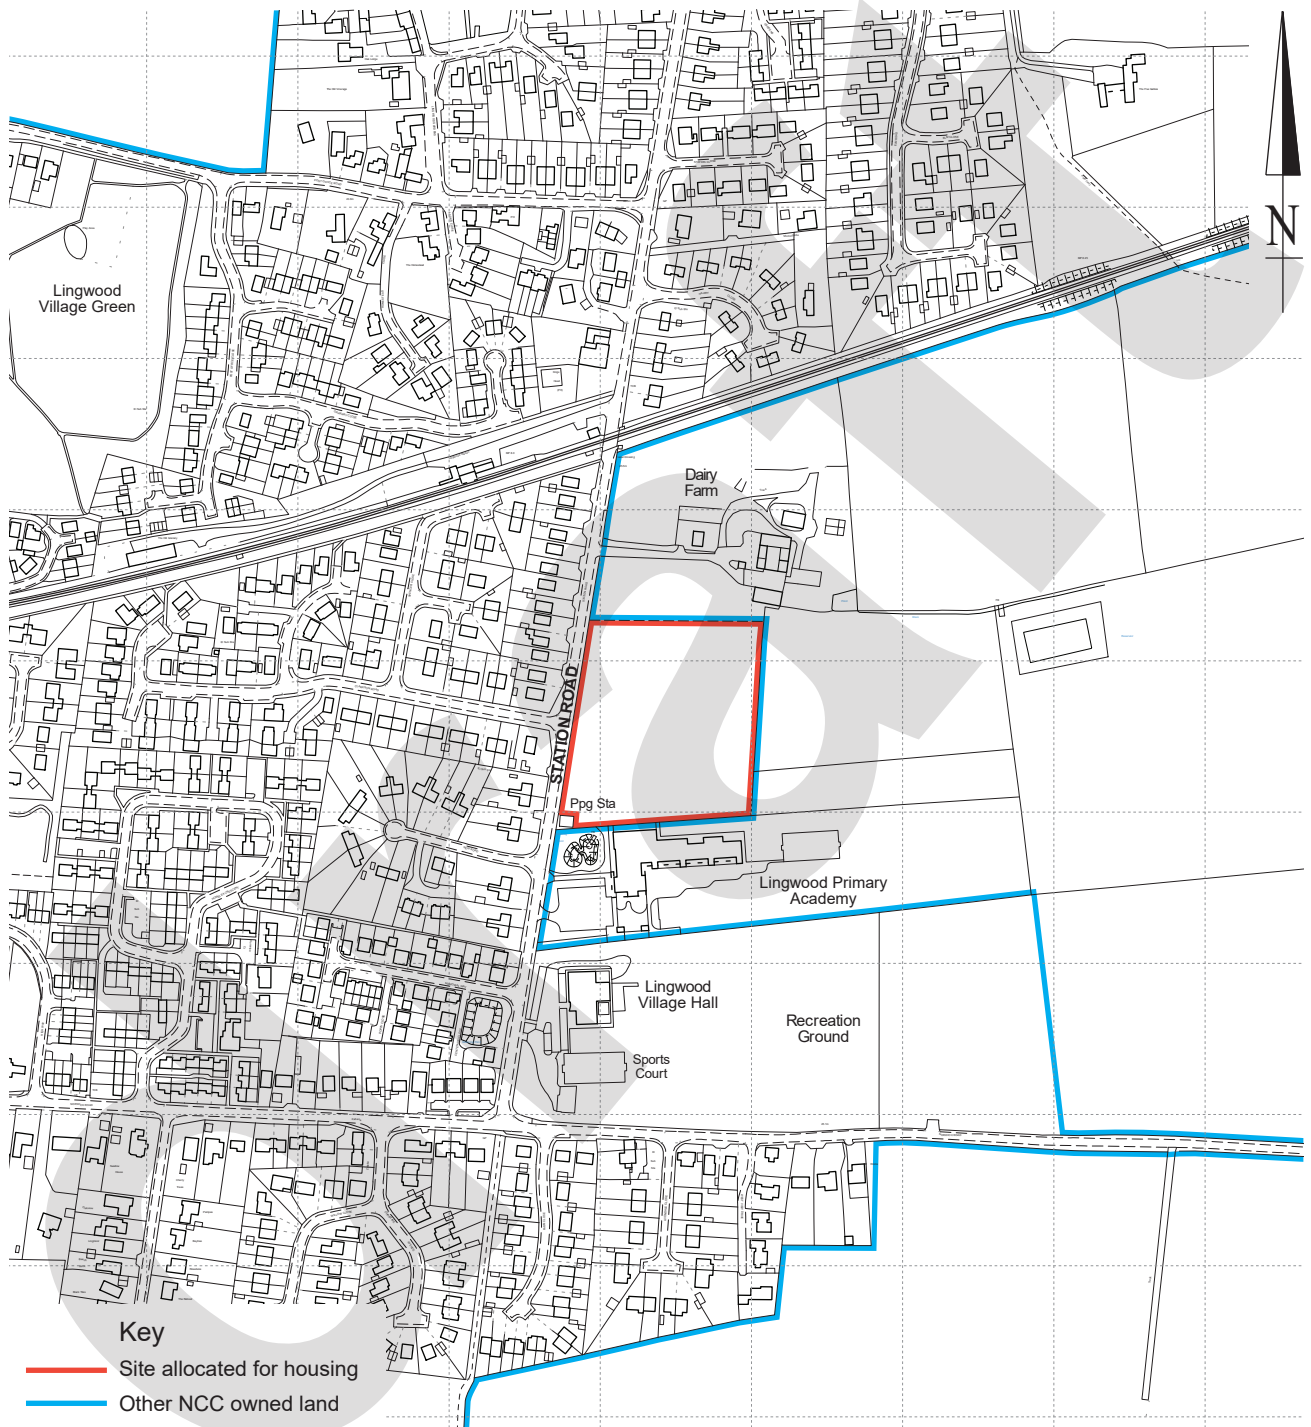 N
Lingwood
Village Green
Dairy
Farm
STATION ROAD
Ppg Sta
Lingwood Primary
Academy
Lingwood
Village Hall
Recreation
Ground
Sports
Court
Key
Site allocated for housing
Other NCC owned land
Draft